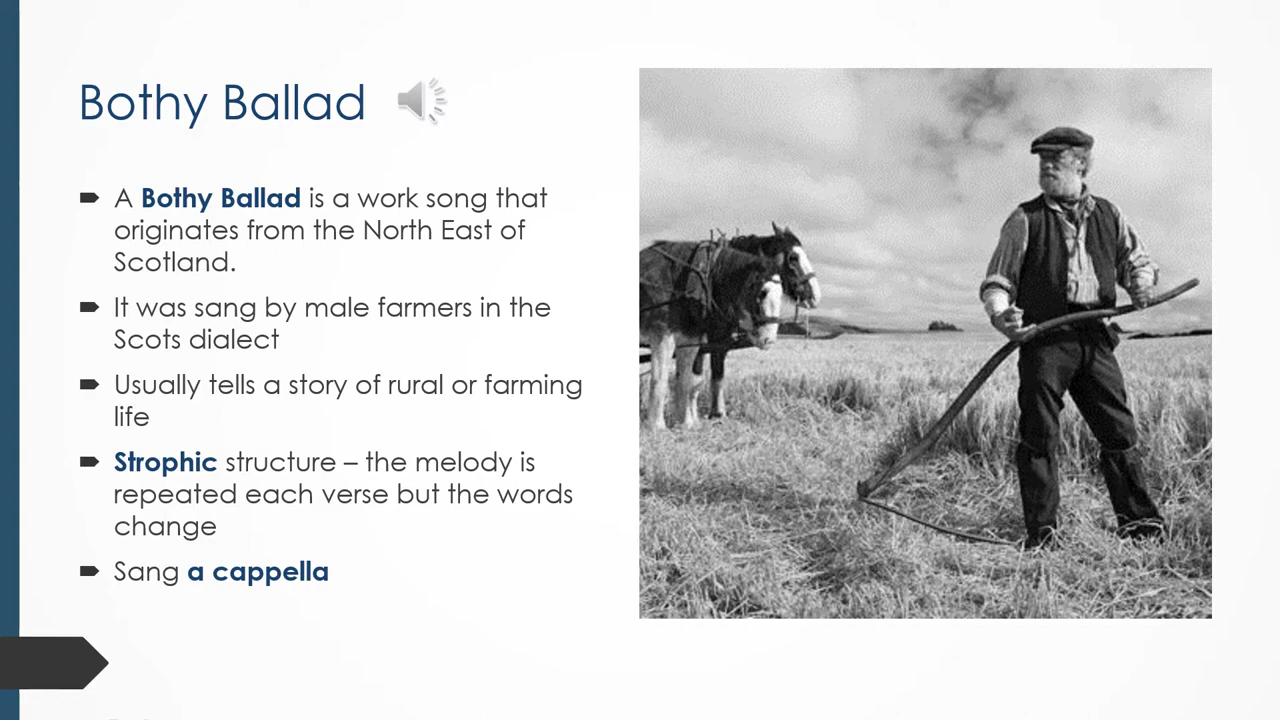 Bothy Ballad
A Bothy Ballad is a work song that
originates from the North East of
Scotland.
It was sang by male farmers in the
Scots dialect
Usually tells a story of rural or farming
life
Strophic structure – the melody is
repeated each verse but the words
change
Sang a cappella